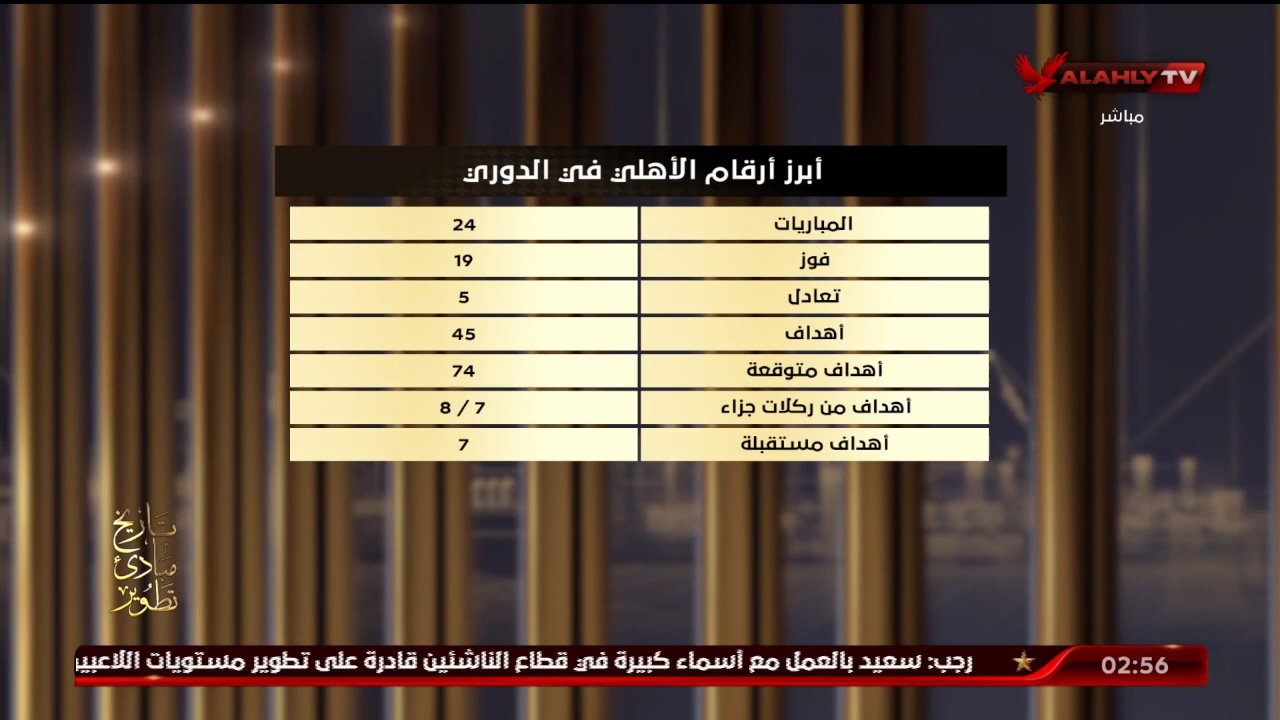 ALAHLY TV
مباشر
أبرز أرقام الأهلي في الدوري
المباريات 24
فوز 19
تعادل 5
أهداف 45
أهداف متوقعة 74
أهداف من ركلات جزاء 7 / 8
أهداف مستقبلة 7
تاريخ
مبادئ
تطوير
02:56 رجب: سعيد بالعمل مع أسماء كبيرة في قطاع الناشئين قادرة على تطوير مستويات اللاعبين